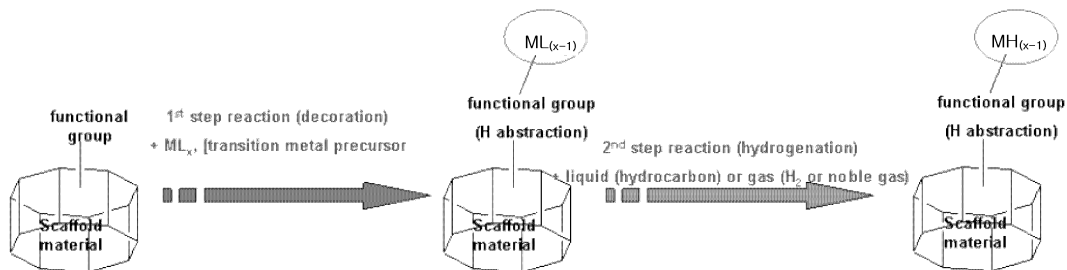 functional
group
Scaffold
material
1st step reaction (decoration)
+ MLx, [transition metal precursor
ML(x-1)
functional group
(H abstraction)
Scaffold
material
2nd step reaction (hydrogenation)
+ liquid (hydrocarbon) or gas (H2 or noble gas)
MH(x-1)
functional group
(H abstraction)
Scaffold
material